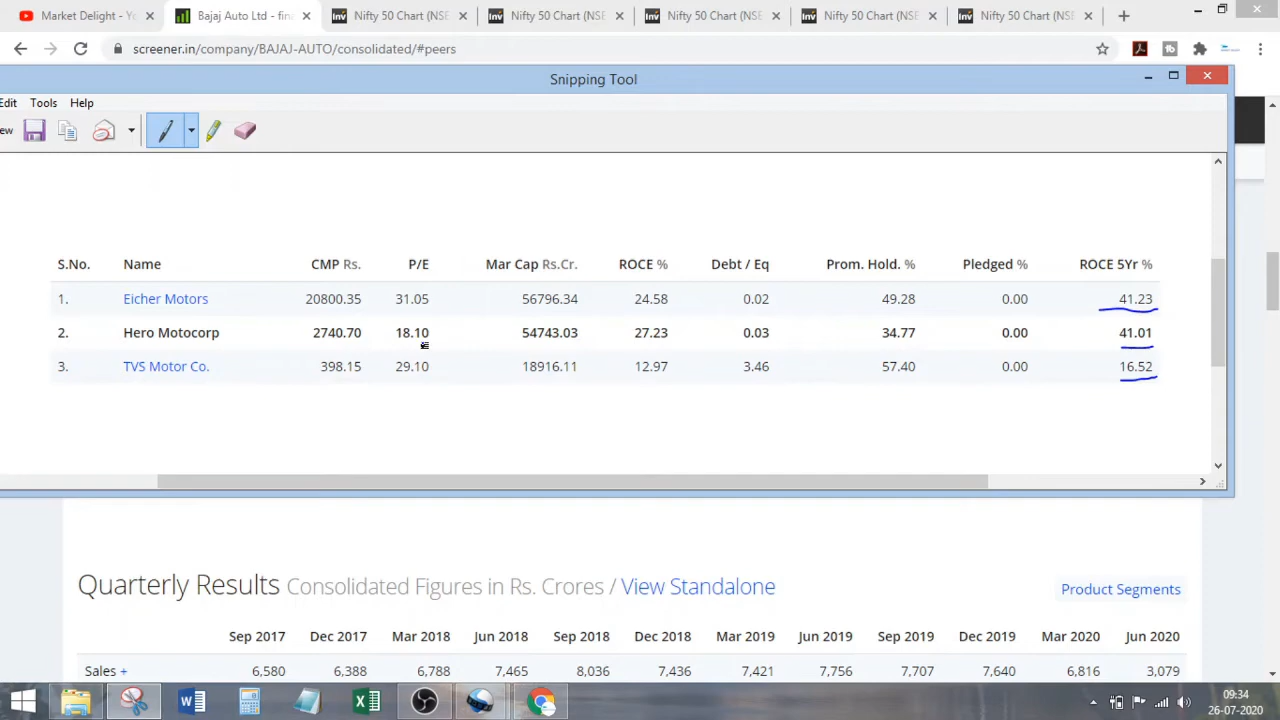 Market Delight - Yo
Bajaj Auto Ltd - fina
Nifty 50 Chart (NSE
Nifty 50 Chart (NSE
Nifty 50 Chart (NSE
Nifty 50 Chart (NSE
Nifty 50 Chart (NSE
screener.in/company/BAJAJ-AUTO/consolidated/#peers
Snipping Tool
Edit Tools Help
ew
S.No. Name CMP Rs. P/E Mar Cap Rs.Cr. ROCE % Debt / Eq Prom. Hold. % Pledged % ROCE 5Yr %
1. Eicher Motors 20800.35 31.05 56796.34 24.58 0.02 49.28 0.00 41.23
2. Hero Motocorp 2740.70 18.10 54743.03 27.23 0.03 34.77 0.00 41.01
3. TVS Motor Co. 398.15 29.10 18916.11 12.97 3.46 57.40 0.00 16.52
Quarterly Results Consolidated Figures in Rs. Crores / View Standalone
Product Segments
Sep 2017 Dec 2017 Mar 2018 Jun 2018 Sep 2018 Dec 2018 Mar 2019 Jun 2019 Sep 2019 Dec 2019 Mar 2020 Jun 2020
Sales + 6,580 6,388 6,788 7,465 8,036 7,436 7,421 7,756 7,707 7,640 6,816 3,079
09:34
26-07-2020